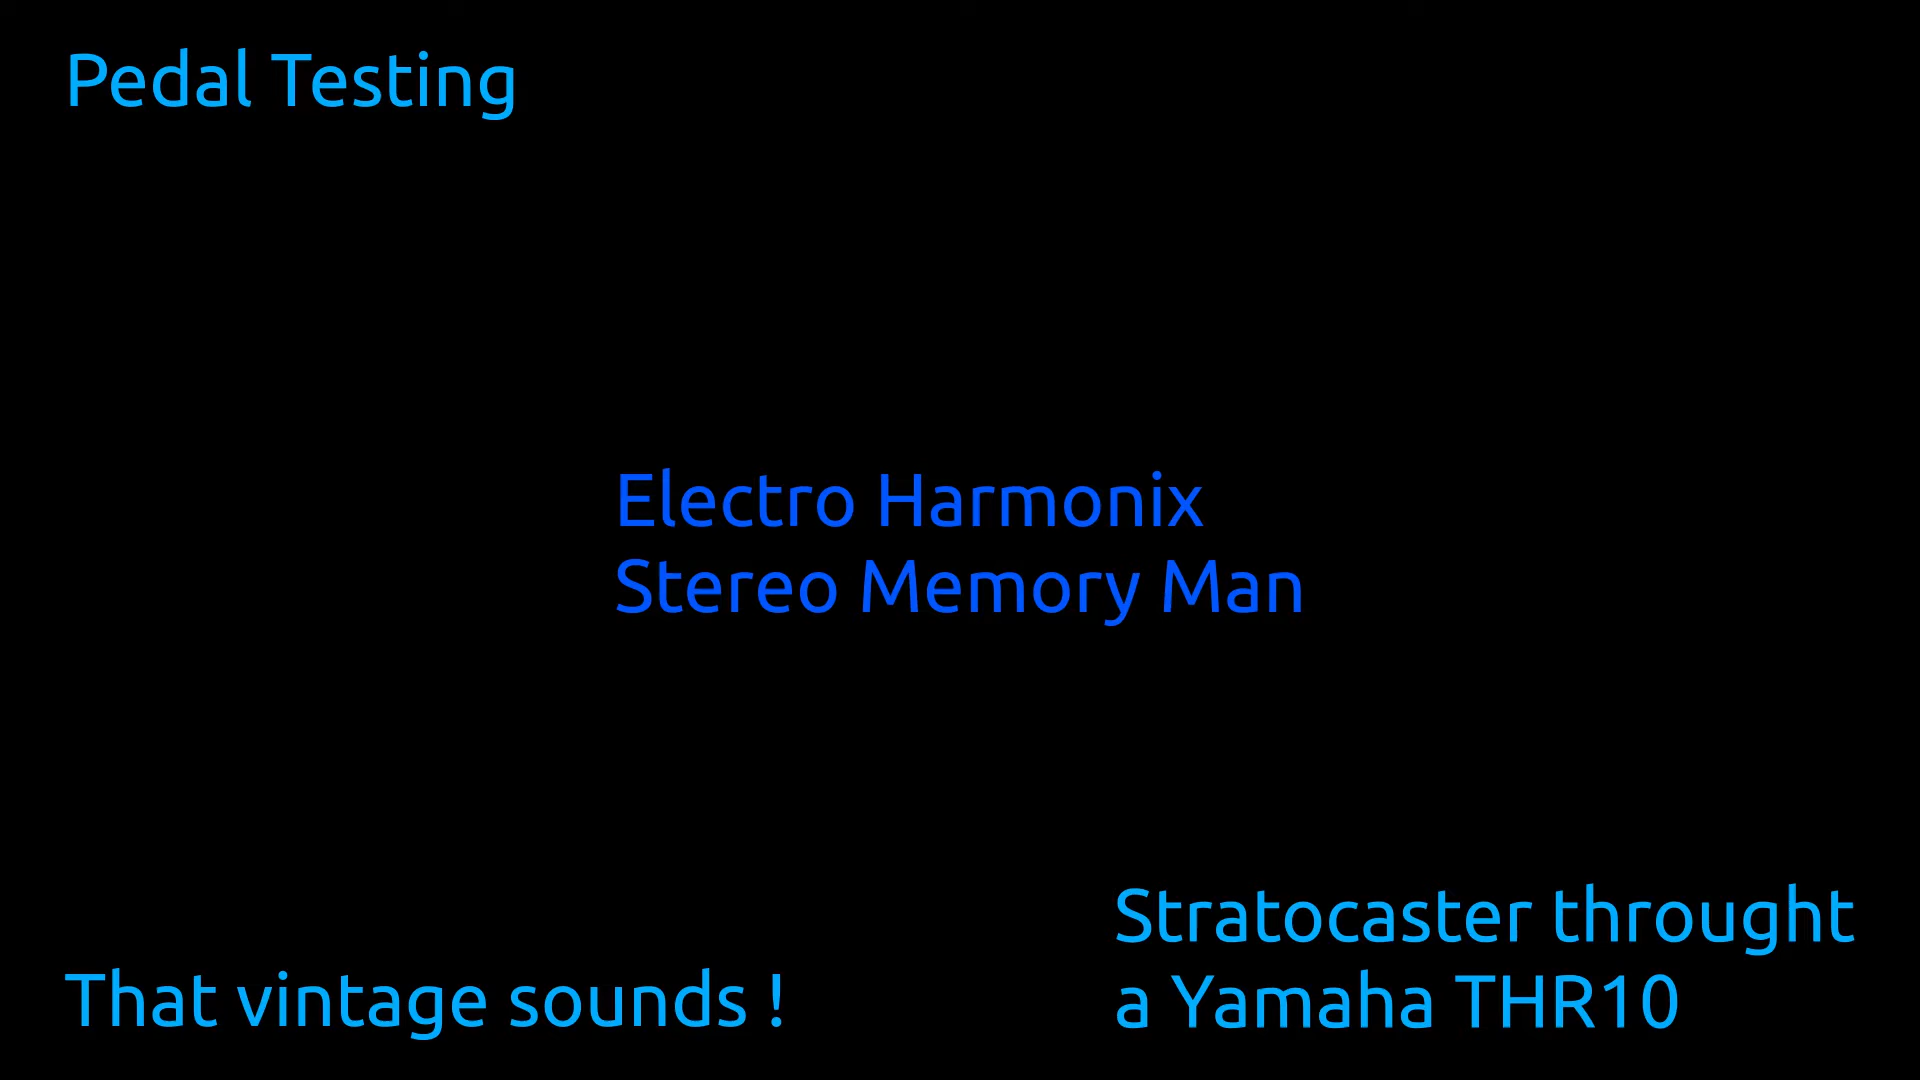 Pedal Testing
Electro Harmonix
Stereo Memory Man
That vintage sounds !
Stratocaster throught
a Yamaha THR10